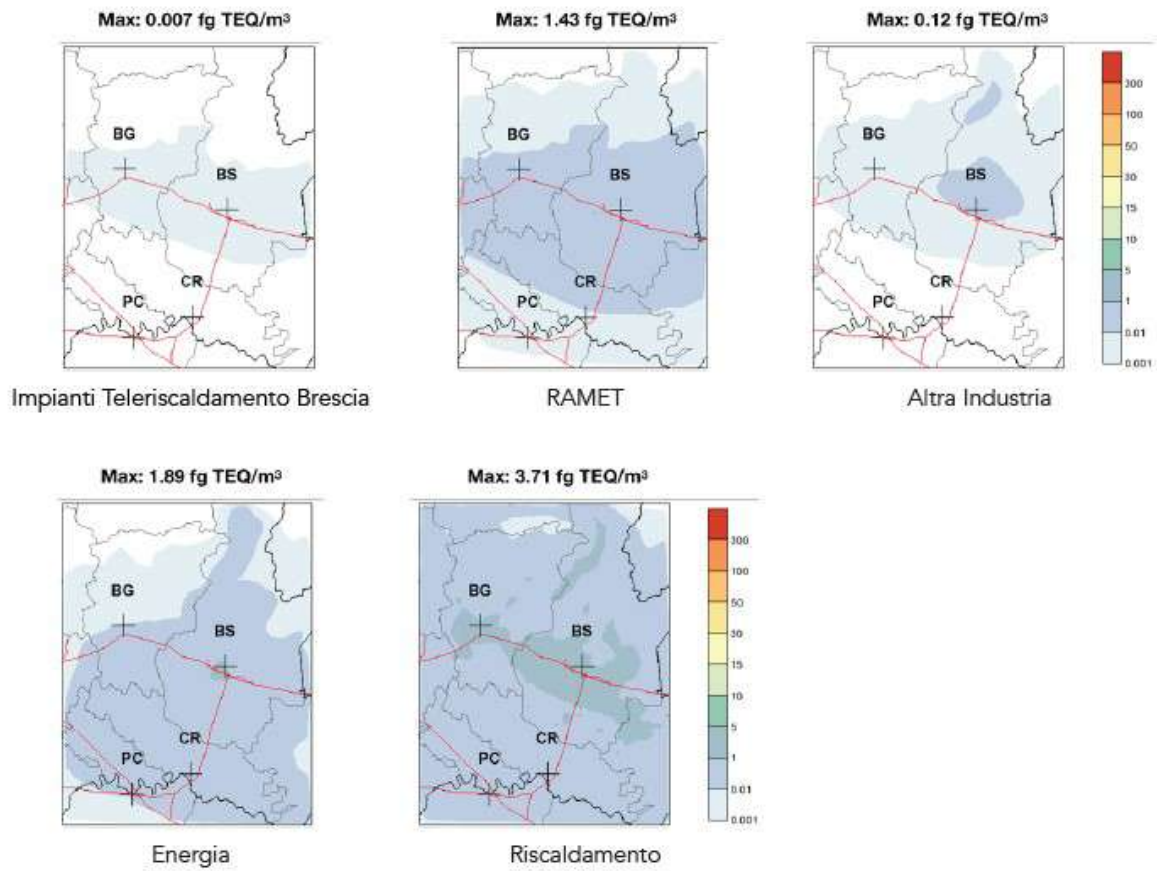 Max: 0.007 fg TEQ/m³
Max: 1.43 fg TEQ/m³
Max: 0.12 fg TEQ/m³
BG
BS
CR
PC
BG
BS
CR
PC
BG
BS
CR
PC
300
100
50
30
15
10
5
1
0.01
0.001
Impianti Teleriscaldamento Brescia
RAMET
Altra Industria
Max: 1.89 fg TEQ/m³
Max: 3.71 fg TEQ/m³
BG
BS
CR
PC
BG
BS
CR
PC
300
100
50
30
15
10
5
1
0.01
0.001
Energia
Riscaldamento